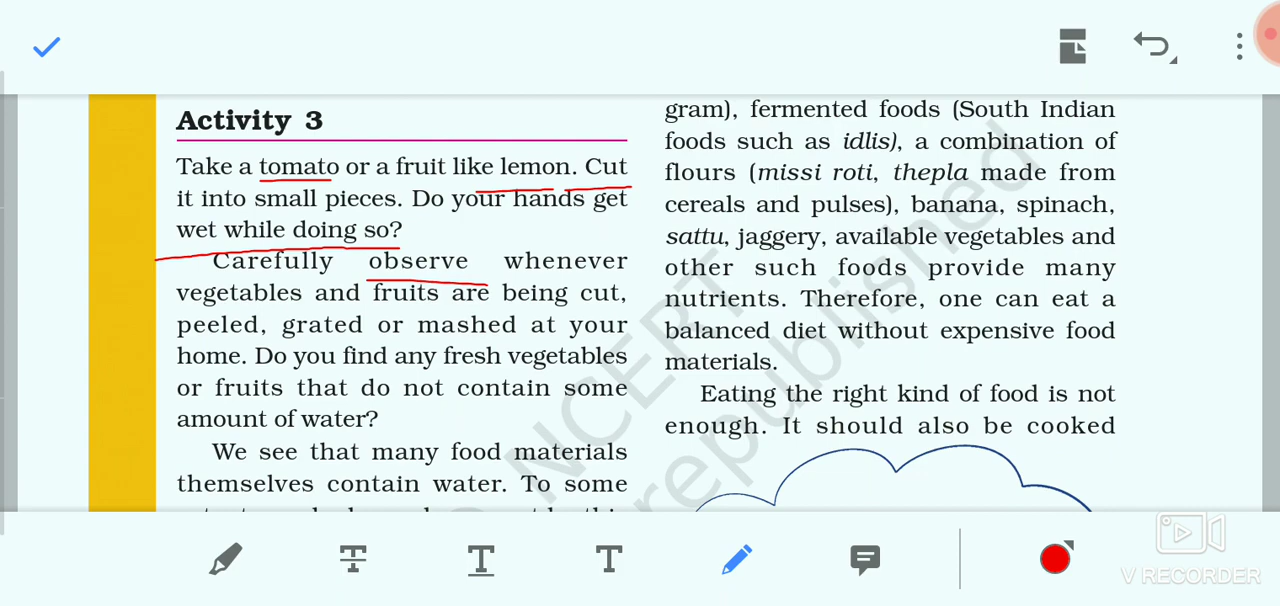 Activity 3
Take a tomato or a fruit like lemon. Cut
it into small pieces. Do your hands get
wet while doing so?
Carefully observe whenever
vegetables and fruits are being cut,
peeled, grated or mashed at your
home. Do you find any fresh vegetables
or fruits that do not contain some
amount of water?
We see that many food materials
themselves contain water. To some
gram), fermented foods (South Indian
foods such as idlis), a combination of
flours (missi roti, thepla made from
cereals and pulses), banana, spinach,
sattu, jaggery, available vegetables and
other such foods provide many
nutrients. Therefore, one can eat a
balanced diet without expensive food
materials.
Eating the right kind of food is not
enough. It should also be cooked
NCERT
republished
T
T
T
V RECORDER